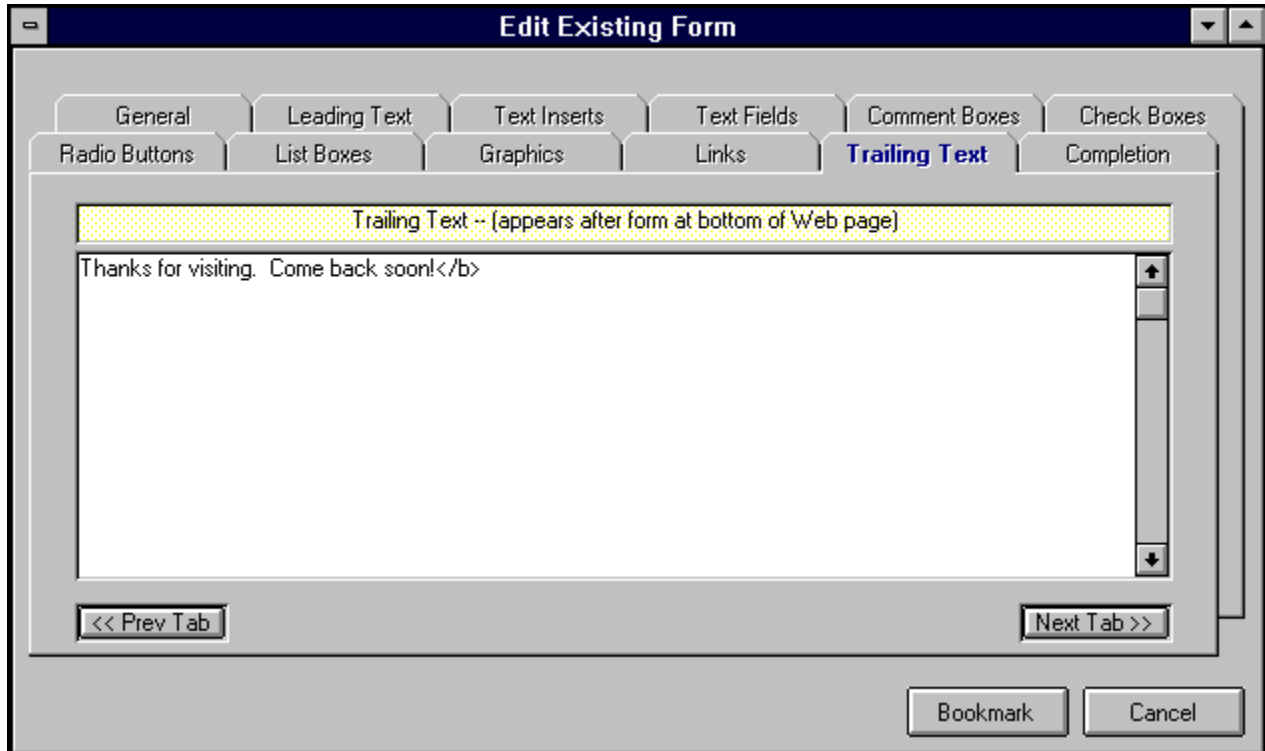 Edit Existing Form
General Leading Text Text Inserts Text Fields Comment Boxes Check Boxes
Radio Buttons List Boxes Graphics Links Trailing Text Completion
Trailing Text -- (appears after form at bottom of Web page)
Thanks for visiting.  Come back soon!</b>
<< Prev Tab Next Tab >>
Bookmark Cancel